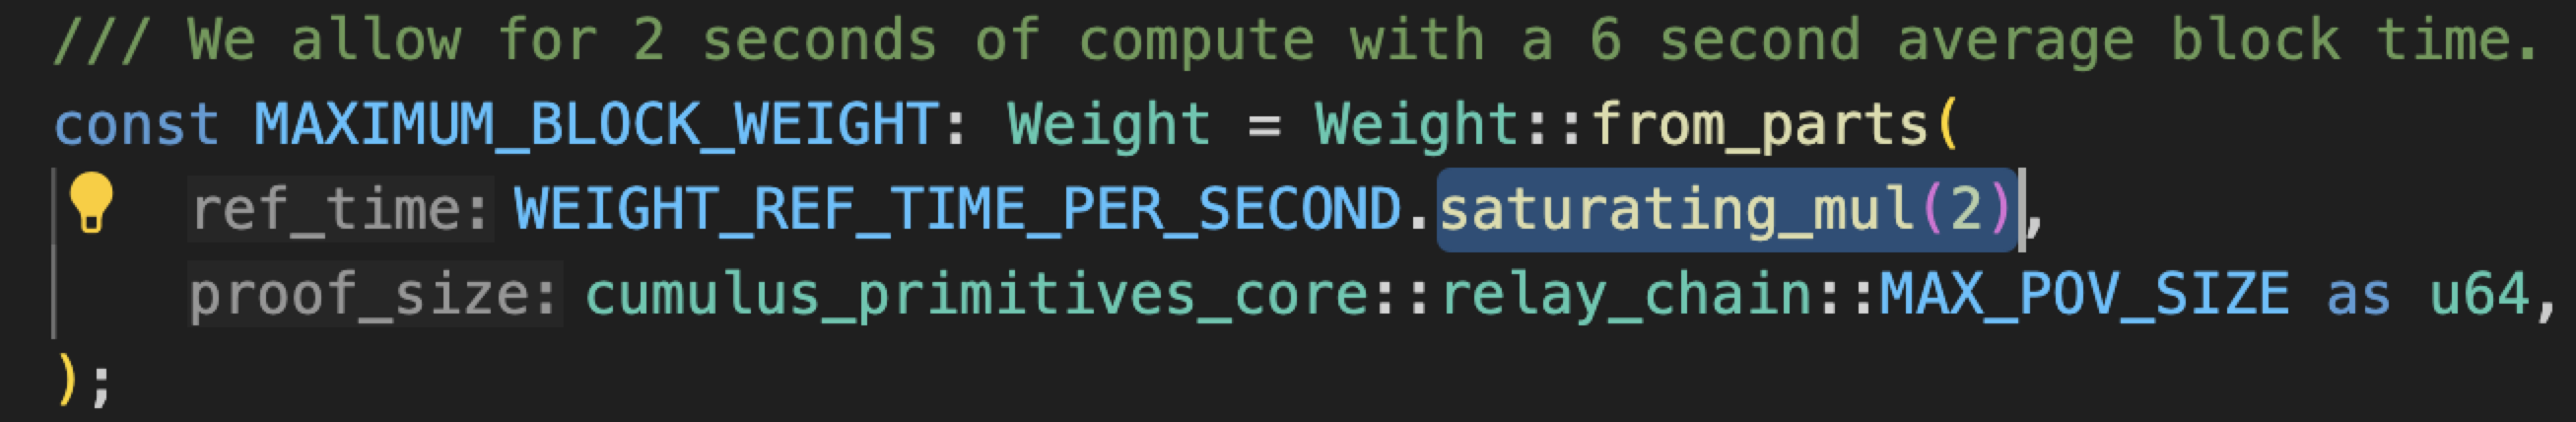 /// We allow for 2 seconds of compute with a 6 second average block time.
const MAXIMUM_BLOCK_WEIGHT: Weight = Weight::from_parts(
ref_time: WEIGHT_REF_TIME_PER_SECOND.saturating_mul(2),
proof_size: cumulus_primitives_core::relay_chain::MAX_POV_SIZE as u64,
);